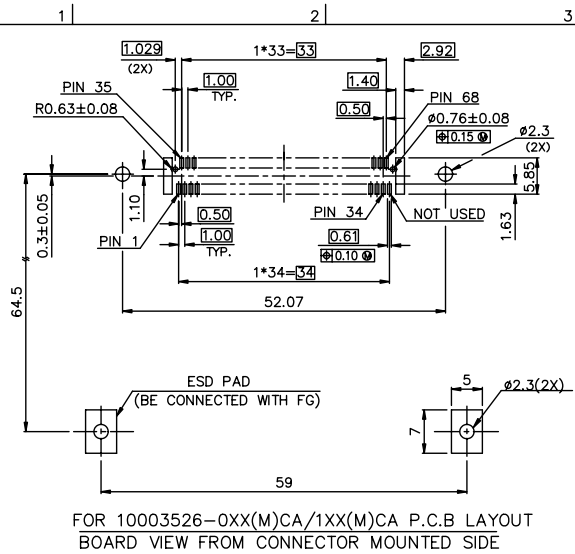 1 2 3
1.029 1*33=33 2.92
(2X)
1.00 1.40
TYP.
PIN 35 PIN 68
R0.63±0.08 0.50 ø0.76±0.08
⌖ 0.15 Ⓜ ø2.3
(2X)
0.3±0.05 1.10 5.85
PIN 1 0.50 PIN 34 NOT USED 1.63
1.00 0.61
TYP. ⌖ 0.10 Ⓜ
1*34=34
64.5 52.07
ESD PAD 5 ø2.3(2X)
(BE CONNECTED WITH FG)
7
59
FOR 10003526-0XX(M)CA/1XX(M)CA P.C.B LAYOUT
BOARD VIEW FROM CONNECTOR MOUNTED SIDE